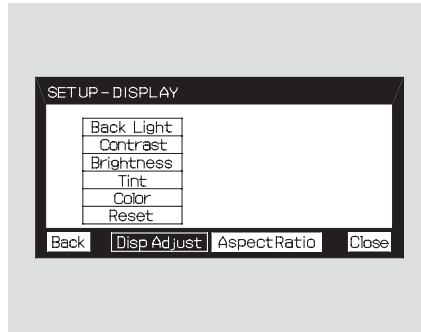 SETUP-DISPLAY
Back Light
Contrast
Brightness
Tint
Color
Reset
Back Disp Adjust AspectRatio Close